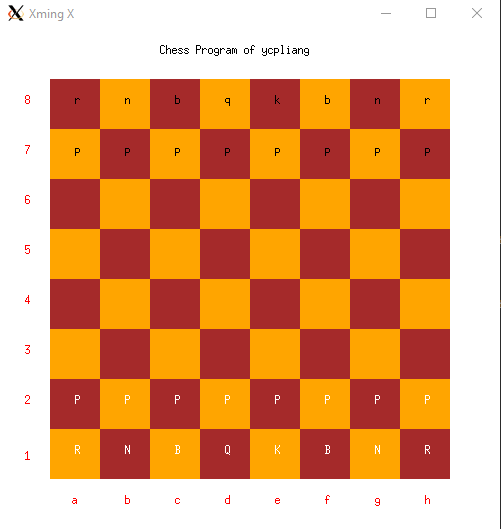 Xming X
Chess Program of ycpliang
8 r n b q k b n r
7 P P P P P P P P
6
5
4
3
2 P P P P P P P P
1 R N B Q K B N R
a b c d e f g h